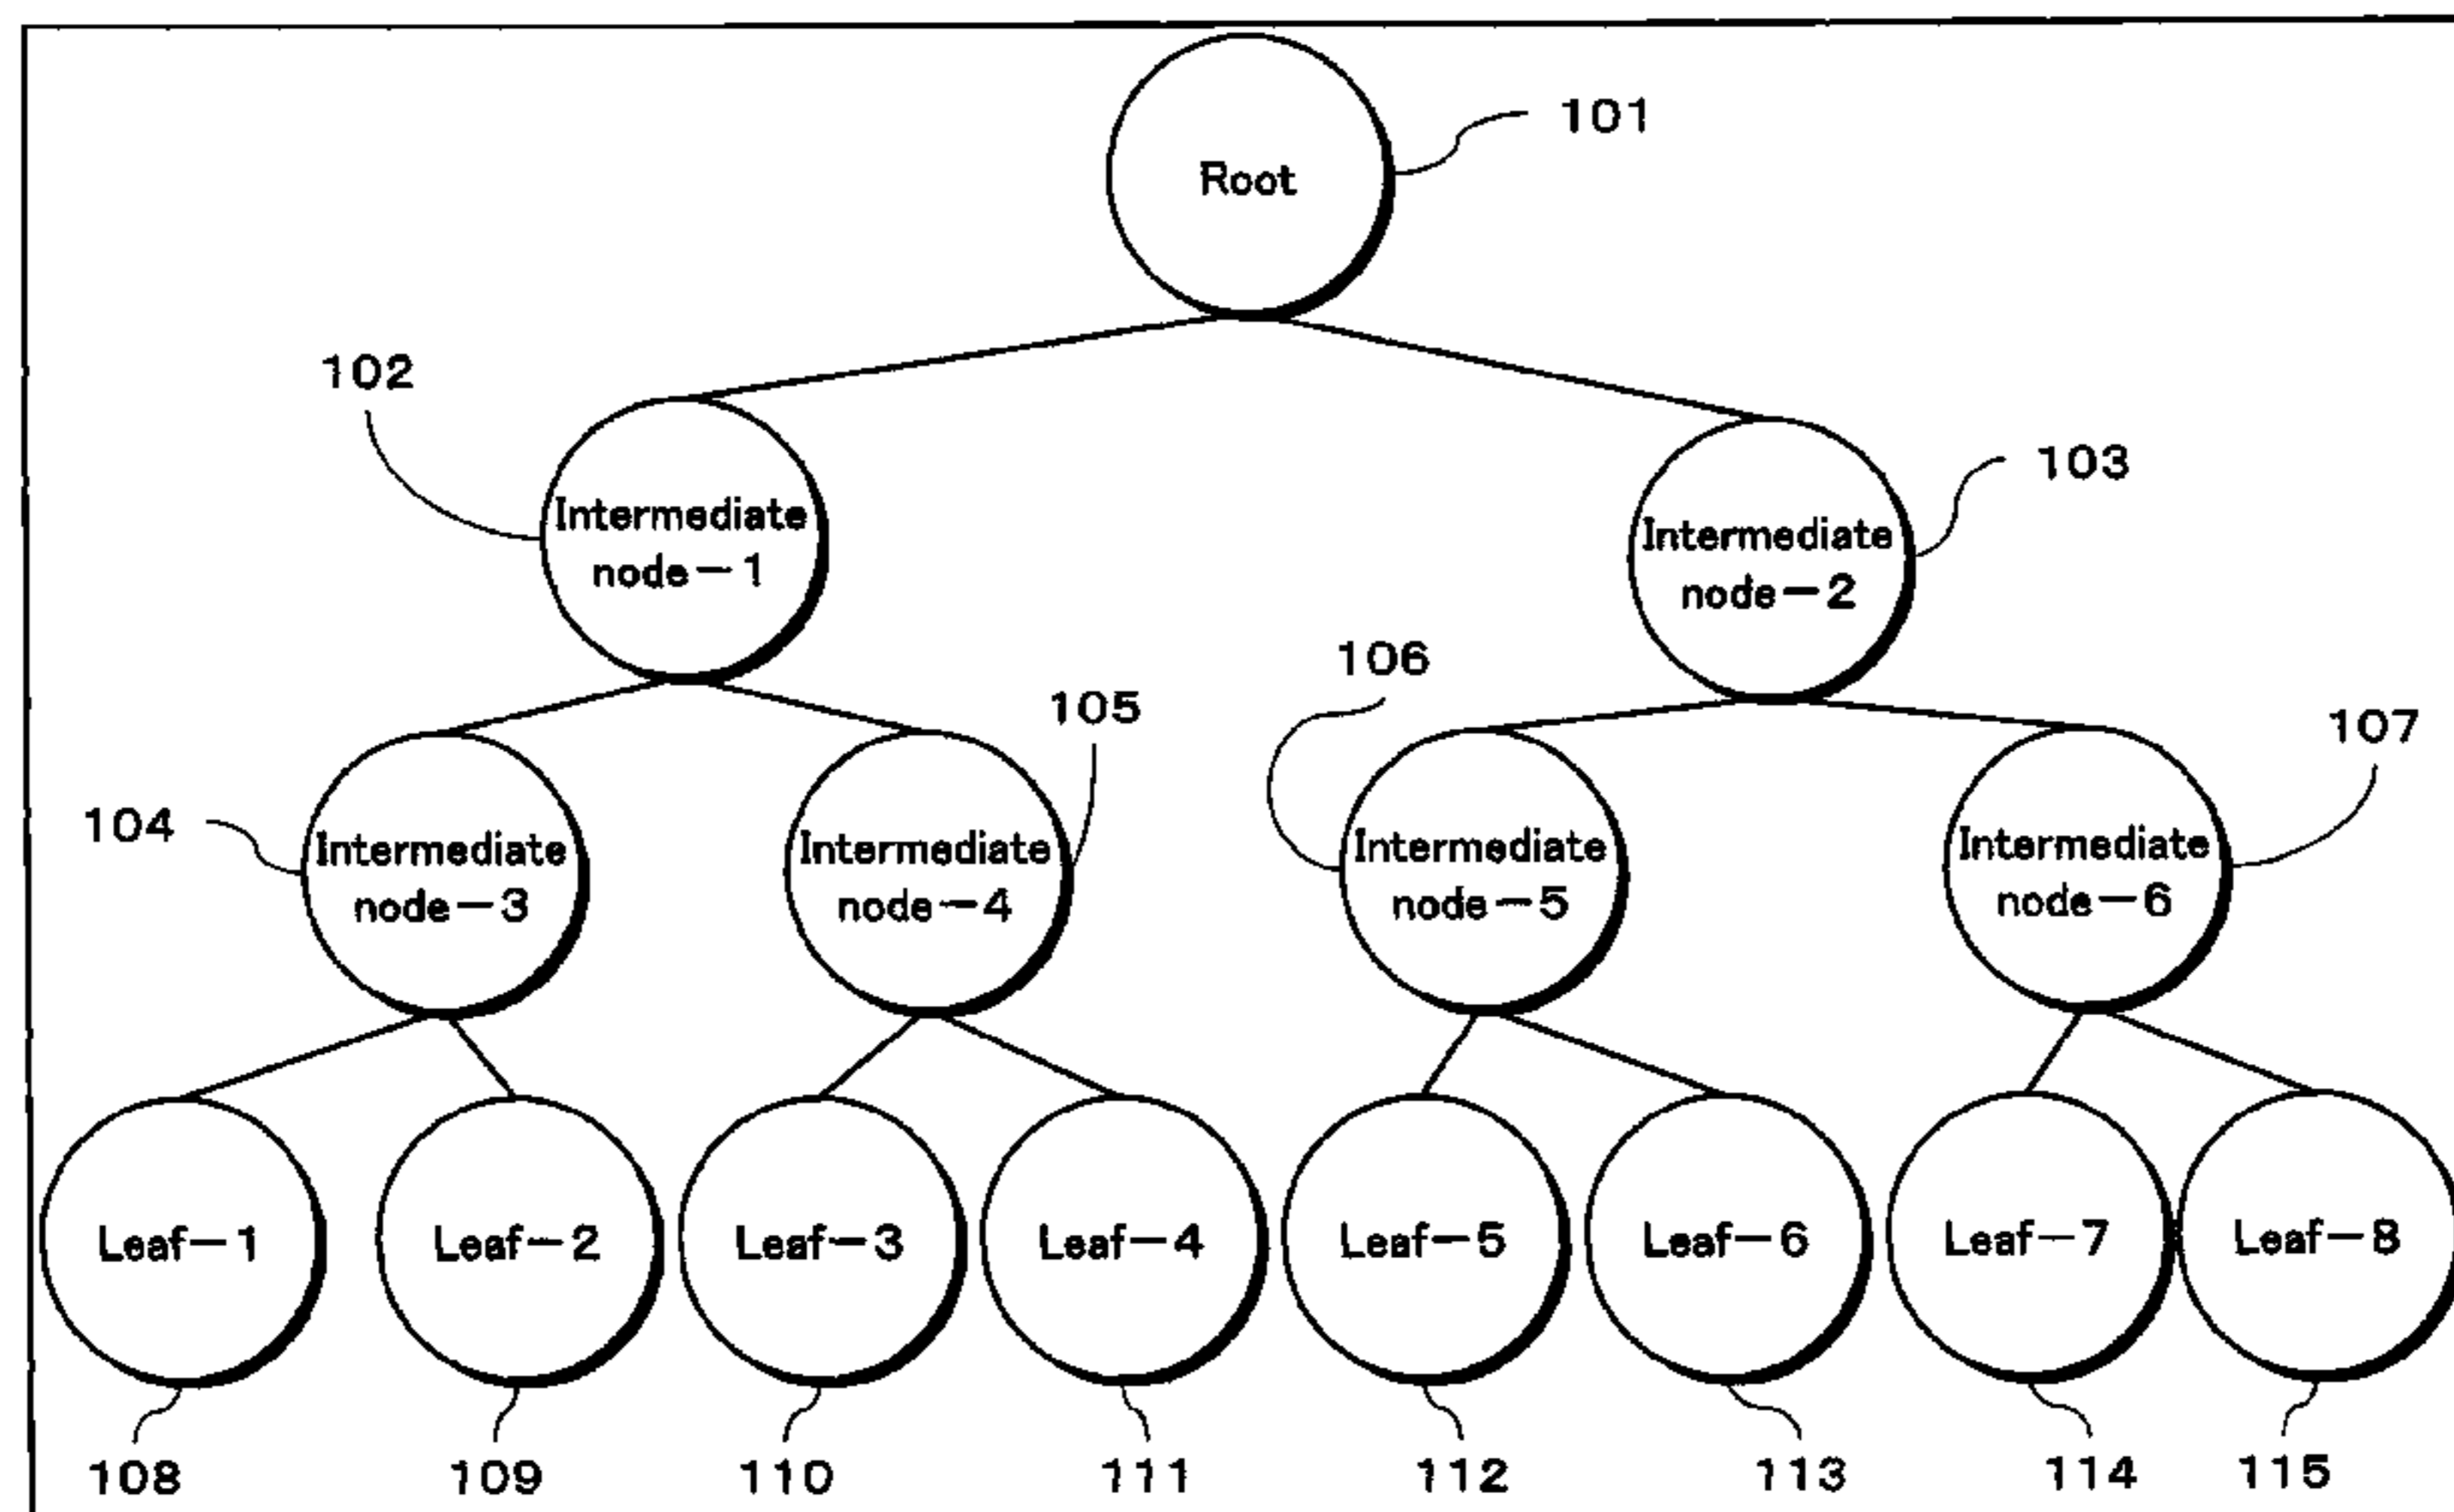 101
Root
102
103
Intermediate
node-1
Intermediate
node-2
106
105
107
104
Intermediate
node-3
Intermediate
node-4
Intermediate
node-5
Intermediate
node-6
Leaf-1
Leaf-2
Leaf-3
Leaf-4
Leaf-5
Leaf-6
Leaf-7
Leaf-8
108
109
110
111
112
113
114
115